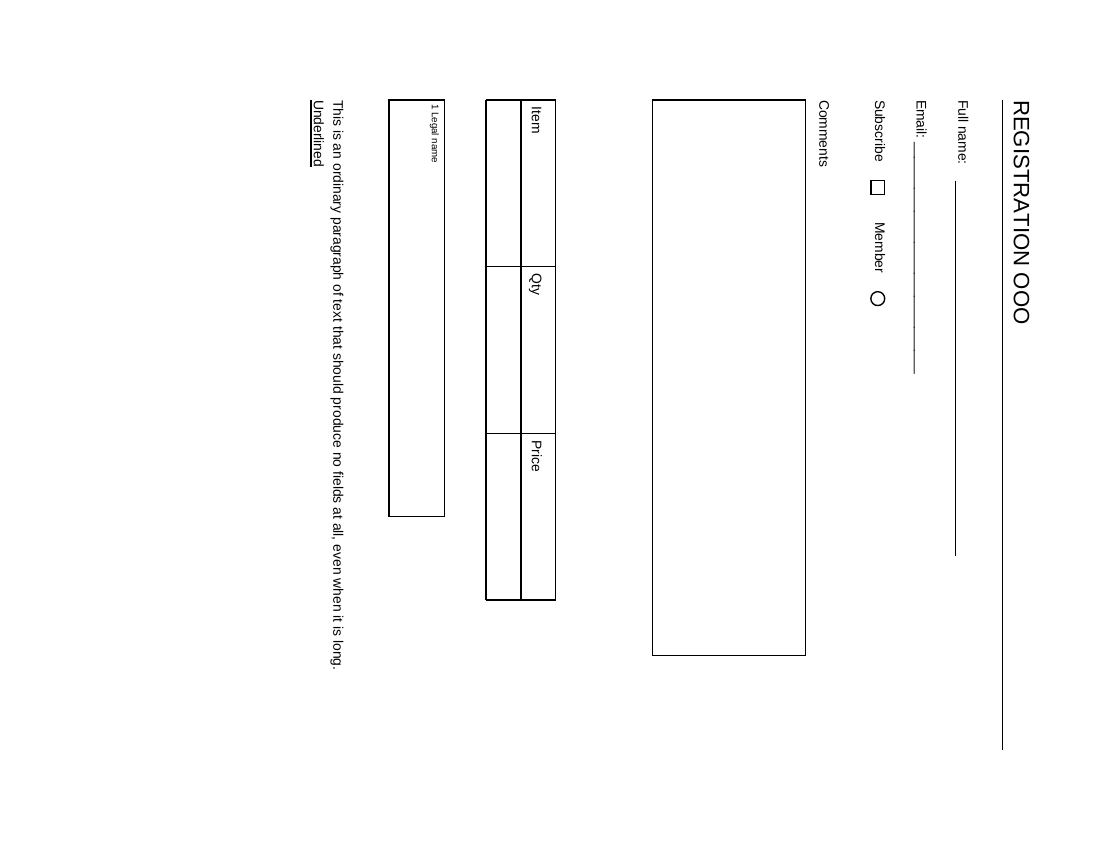 REGISTRATION OOO
Full name:
Email:
Subscribe Member
Comments
Item Qty Price
1 Legal name
This is an ordinary paragraph of text that should produce no fields at all, even when it is long.
Underlined